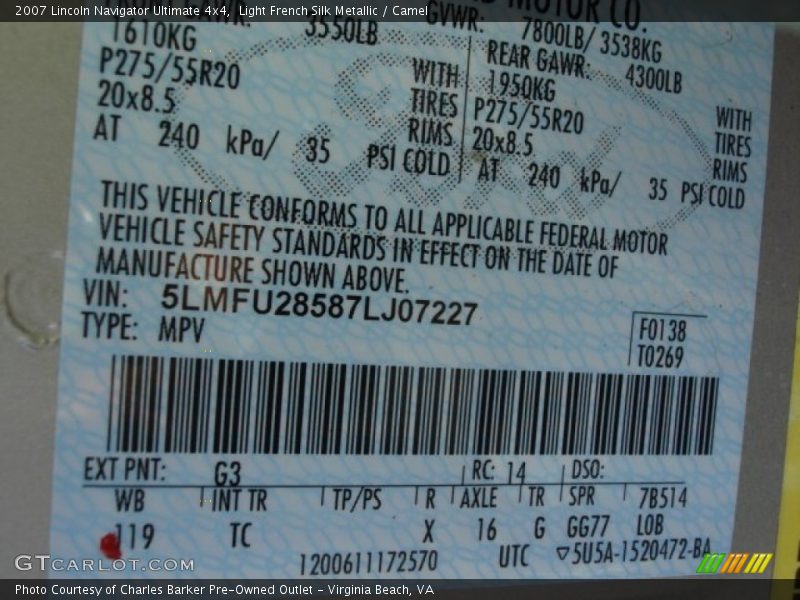 2007 Lincoln Navigator Ultimate 4x4, Light French Silk Metallic / Camel
MOTOR CO.
GVWR: 7800LB/ 3538KG
3550LB
1610KG
REAR GAWR: 4300LB
P275/55R20 WITH
1950KG WITH
20x8.5 TIRES
P275/55R20 TIRES
RIMS
20x8.5 RIMS
AT 240 kPa/ 35 PSI COLD
AT 240 kPa/ 35 PSI COLD
THIS VEHICLE CONFORMS TO ALL APPLICABLE FEDERAL MOTOR
VEHICLE SAFETY STANDARDS IN EFFECT ON THE DATE OF
MANUFACTURE SHOWN ABOVE.
VIN: 5LMFU28587LJ07227
TYPE: MPV
F0138
T0269
EXT PNT: G3 RC: 14 DSO:
WB INT TR TP/PS R AXLE TR SPR 7B514
119 TC X 16 G GG77 LOB
1200611172570 UTC ▽5U5A-1520472-BA
GTCARLOT.COM
Photo Courtesy of Charles Barker Pre-Owned Outlet - Virginia Beach, VA